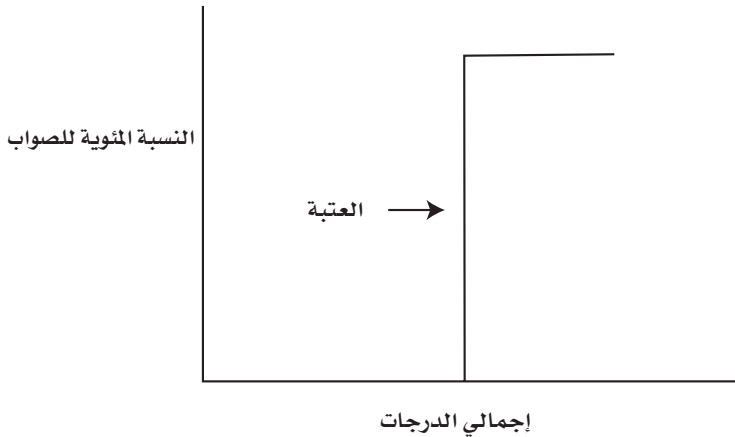 النسبة المئوية للصواب
العتبة
إجمالي الدرجات